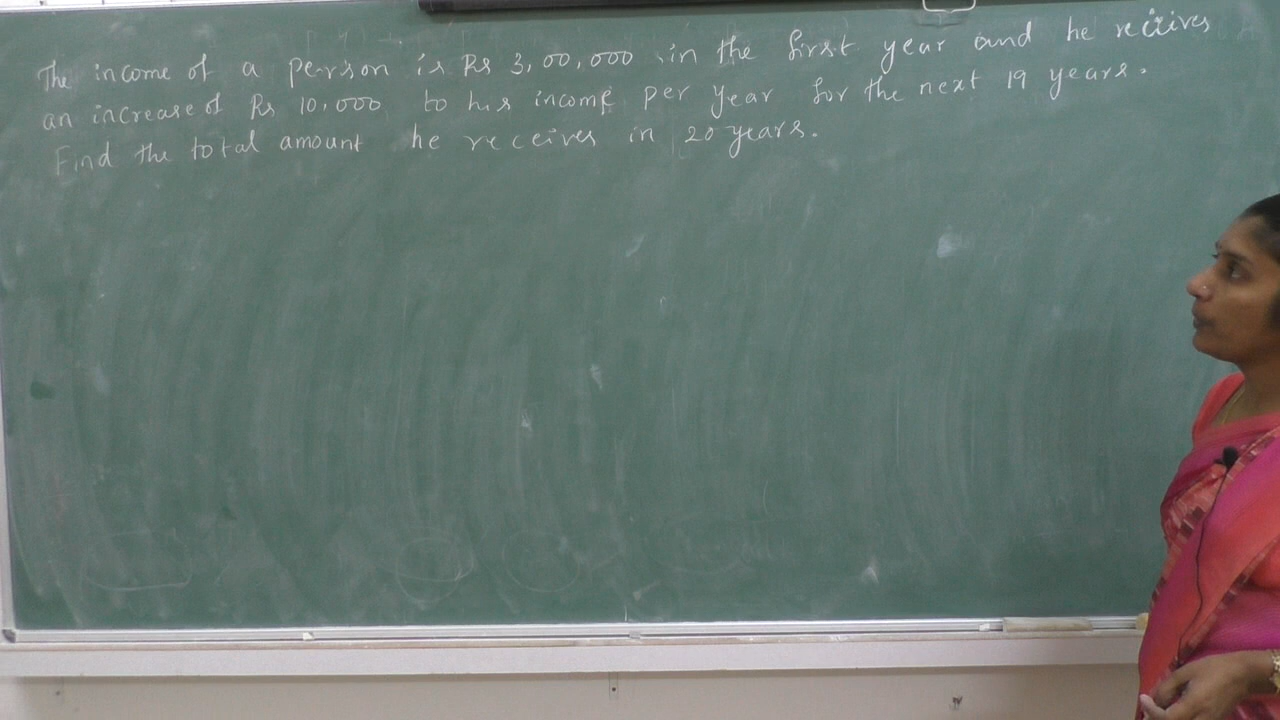 The income of a person is Rs 3,00,000 in the first year and he receives
an increase of Rs 10,000 to his income per year for the next 19 years.
Find the total amount he receives in 20 years.